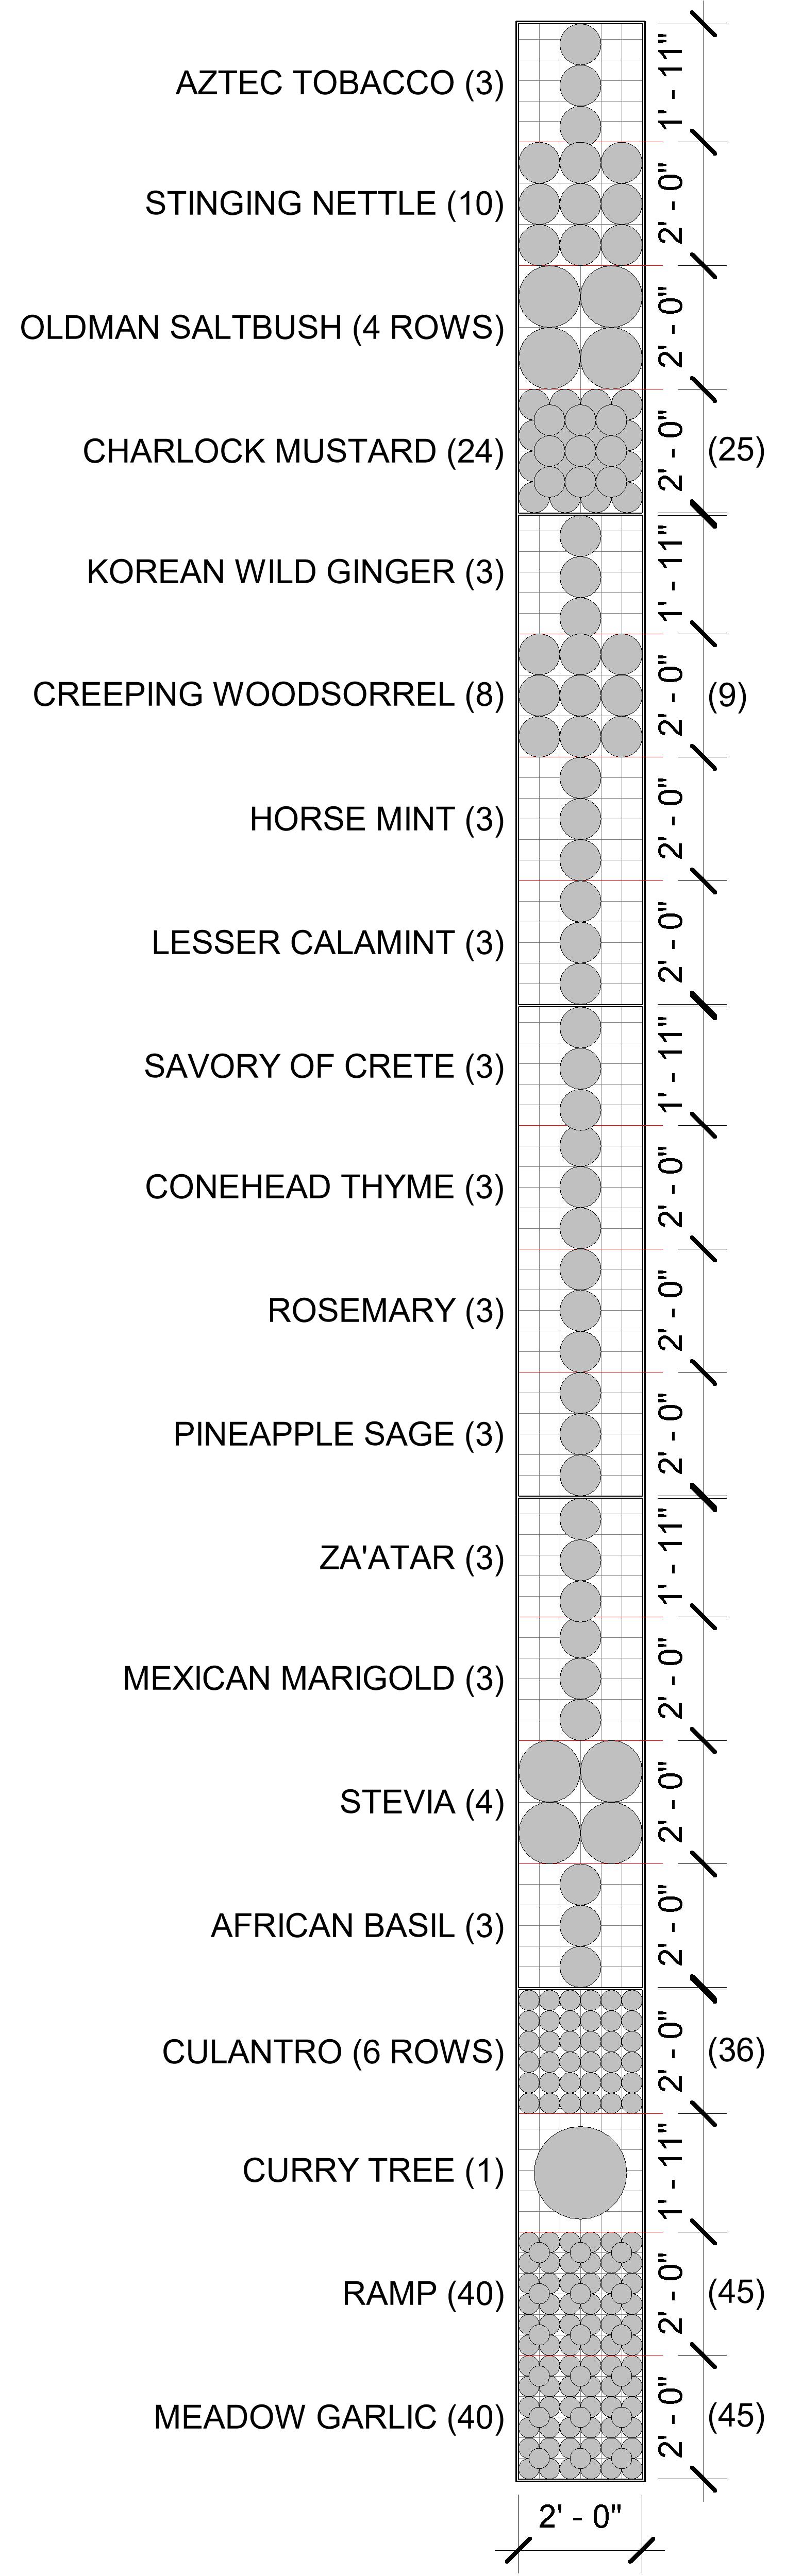 AZTEC TOBACCO (3) 1' - 11"
STINGING NETTLE (10) 2' - 0"
OLDMAN SALTBUSH (4 ROWS) 2' - 0"
CHARLOCK MUSTARD (24) 2' - 0" (25)
KOREAN WILD GINGER (3) 1' - 11"
CREEPING WOODSORREL (8) 2' - 0" (9)
HORSE MINT (3) 2' - 0"
LESSER CALAMINT (3) 2' - 0"
SAVORY OF CRETE (3) 1' - 11"
CONEHEAD THYME (3) 2' - 0"
ROSEMARY (3) 2' - 0"
PINEAPPLE SAGE (3) 2' - 0"
ZA'ATAR (3) 1' - 11"
MEXICAN MARIGOLD (3) 2' - 0"
STEVIA (4) 2' - 0"
AFRICAN BASIL (3) 2' - 0"
CULANTRO (6 ROWS) 2' - 0" (36)
CURRY TREE (1) 1' - 11"
RAMP (40) 2' - 0" (45)
MEADOW GARLIC (40) 2' - 0" (45)
2' - 0"